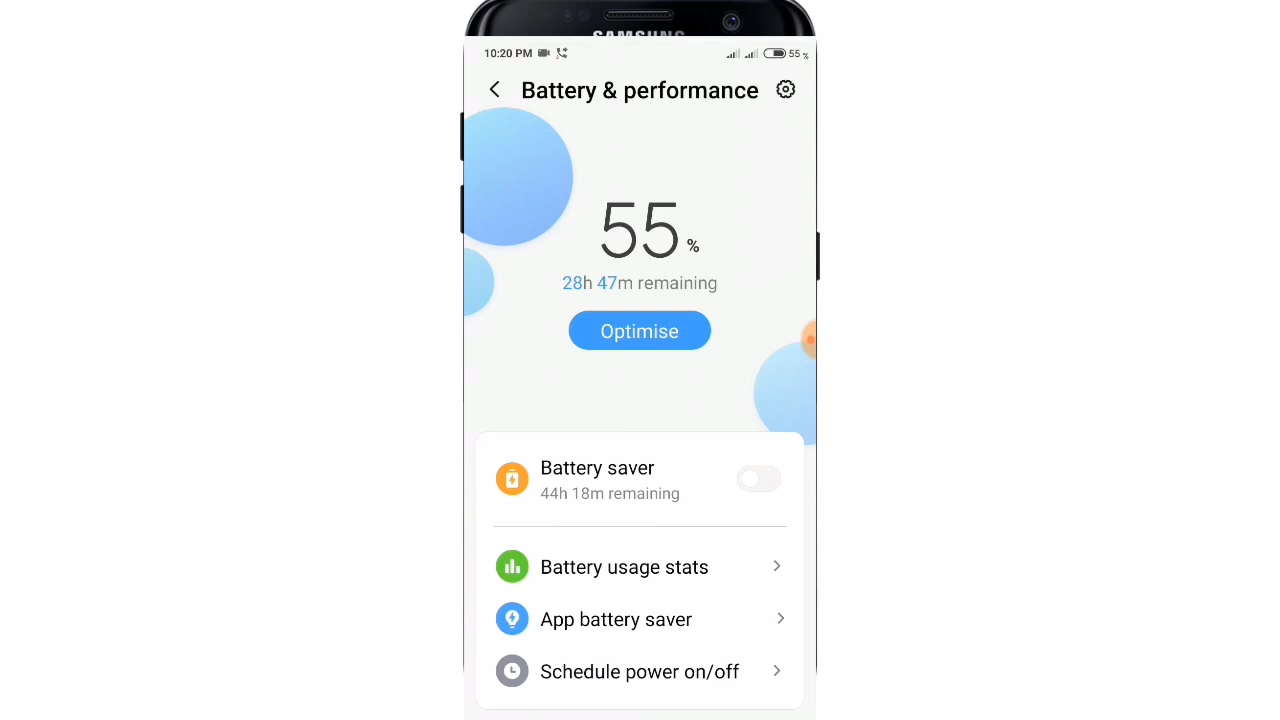 SAMSUNG
10:20 PM 55 %
Battery & performance
55 %
28h 47m remaining
Optimise
Battery saver
44h 18m remaining
Battery usage stats
App battery saver
Schedule power on/off